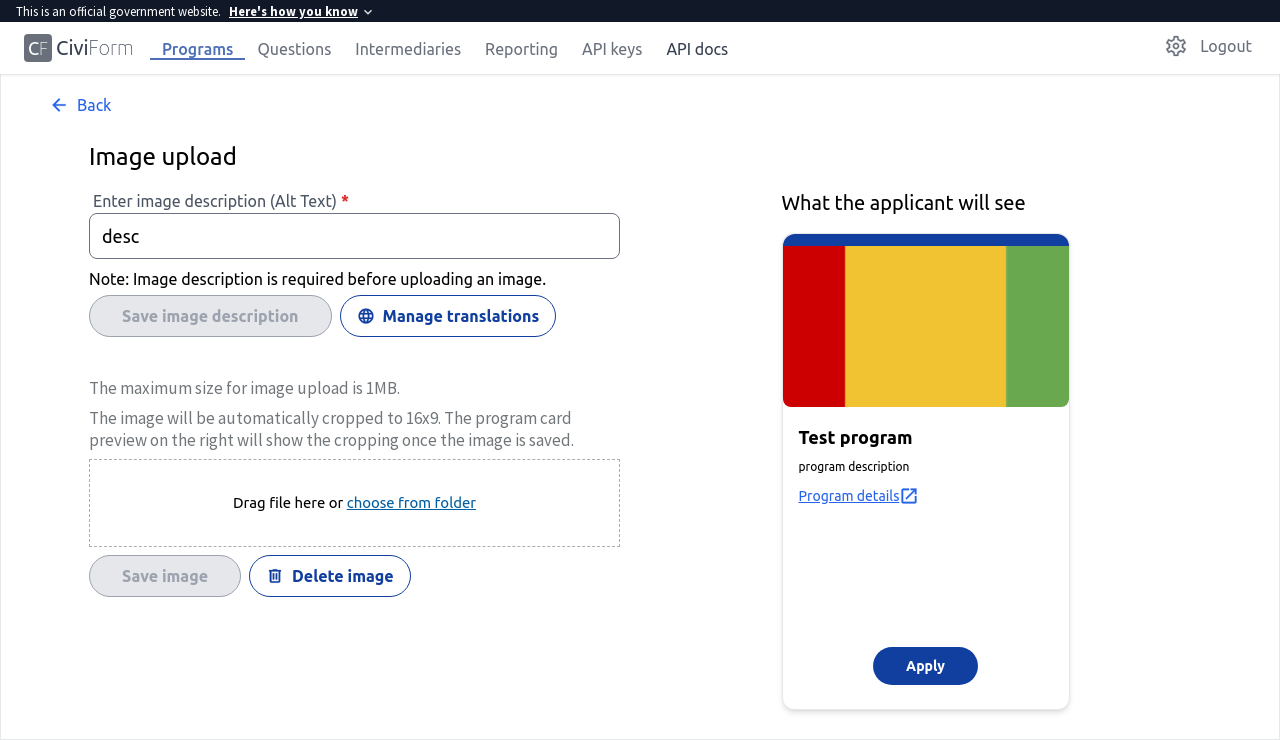 This is an official government website. Here's how you know
CF CiviForm Programs Questions Intermediaries Reporting API keys API docs Logout
Back
Image upload
Enter image description (Alt Text) *
desc
Note: Image description is required before uploading an image.
Save image description Manage translations
The maximum size for image upload is 1MB.
The image will be automatically cropped to 16x9. The program card
preview on the right will show the cropping once the image is saved.
Drag file here or choose from folder
Save image Delete image
What the applicant will see
Test program
program description
Program details
Apply